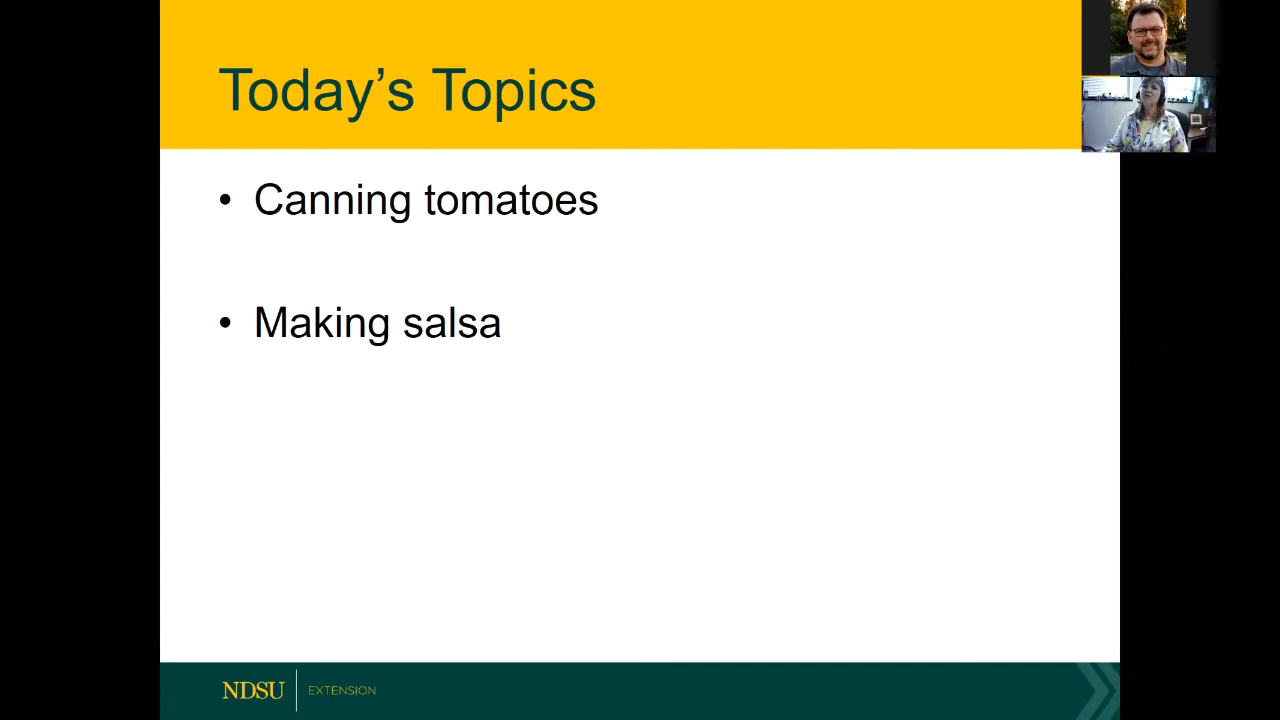 Today’s Topics
• Canning tomatoes
• Making salsa
NDSU EXTENSION